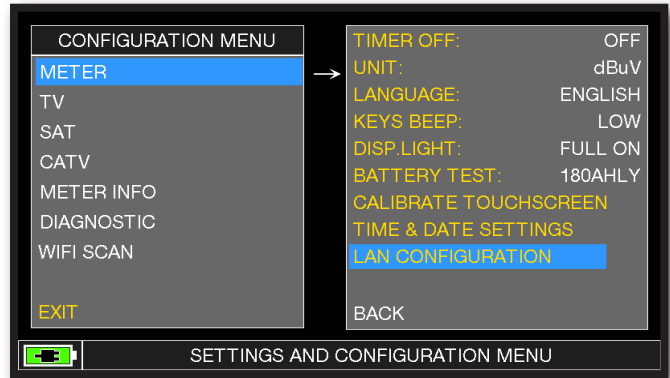 CONFIGURATION MENU
METER
TV
SAT
CATV
METER INFO
DIAGNOSTIC
WIFI SCAN
EXIT
TIMER OFF: OFF
UNIT: dBuV
LANGUAGE: ENGLISH
KEYS BEEP: LOW
DISP.LIGHT: FULL ON
BATTERY TEST: 180AHLY
CALIBRATE TOUCHSCREEN
TIME & DATE SETTINGS
LAN CONFIGURATION
BACK
SETTINGS AND CONFIGURATION MENU